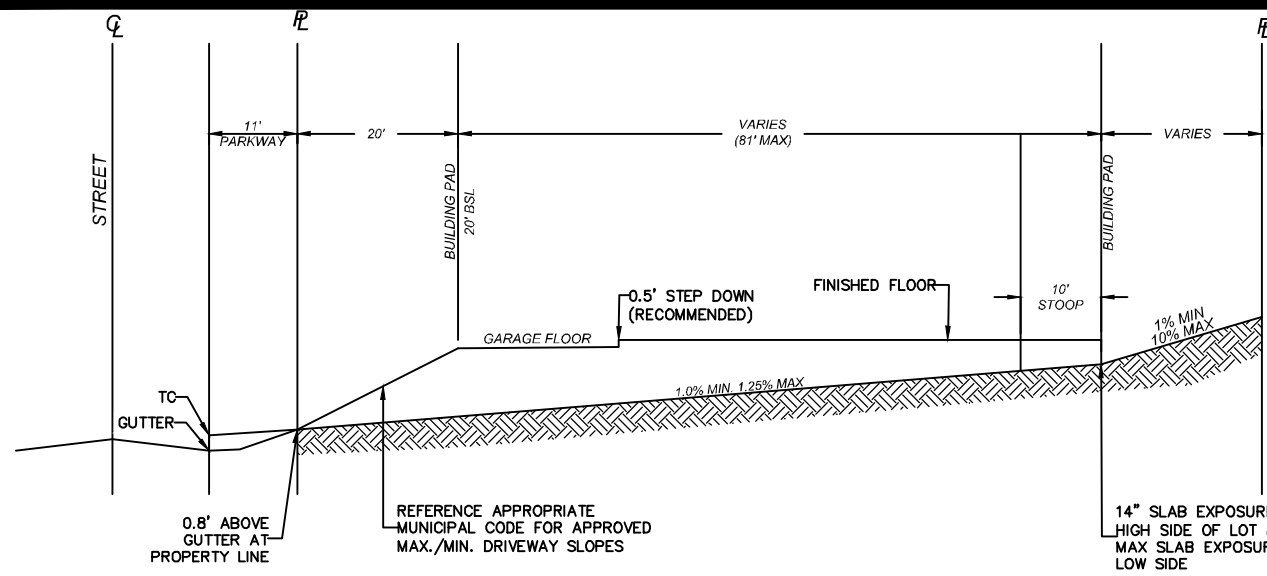 CL
PL
PL
STREET
11'
PARKWAY
20'
BUILDING PAD
20' BSL
VARIES
(81' MAX)
BUILDING PAD
VARIES
0.5' STEP DOWN
(RECOMMENDED)
FINISHED FLOOR
10'
STOOP
GARAGE FLOOR
1% MIN
10% MAX
1.0% MIN. 1.25% MAX
TC
GUTTER
0.8' ABOVE
GUTTER AT
PROPERTY LINE
REFERENCE APPROPRIATE
MUNICIPAL CODE FOR APPROVED
MAX./MIN. DRIVEWAY SLOPES
14" SLAB EXPOSURE
HIGH SIDE OF LOT
MAX SLAB EXPOSUR
LOW SIDE